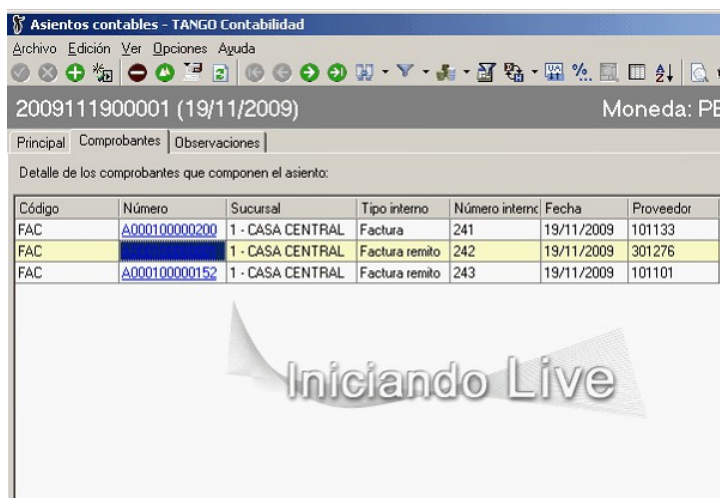 Asientos contables - TANGO Contabilidad
Archivo Edición Ver Opciones Ayuda
2009111900001 (19/11/2009) Moneda: PE
Principal Comprobantes Observaciones
Detalle de los comprobantes que componen el asiento:
Código Número Sucursal Tipo interno Número interno Fecha Proveedor
FAC A000100000200 1 - CASA CENTRAL Factura 241 19/11/2009 101133
FAC 1 - CASA CENTRAL Factura remito 242 19/11/2009 301276
FAC A000100000152 1 - CASA CENTRAL Factura remito 243 19/11/2009 101101
Iniciando Live